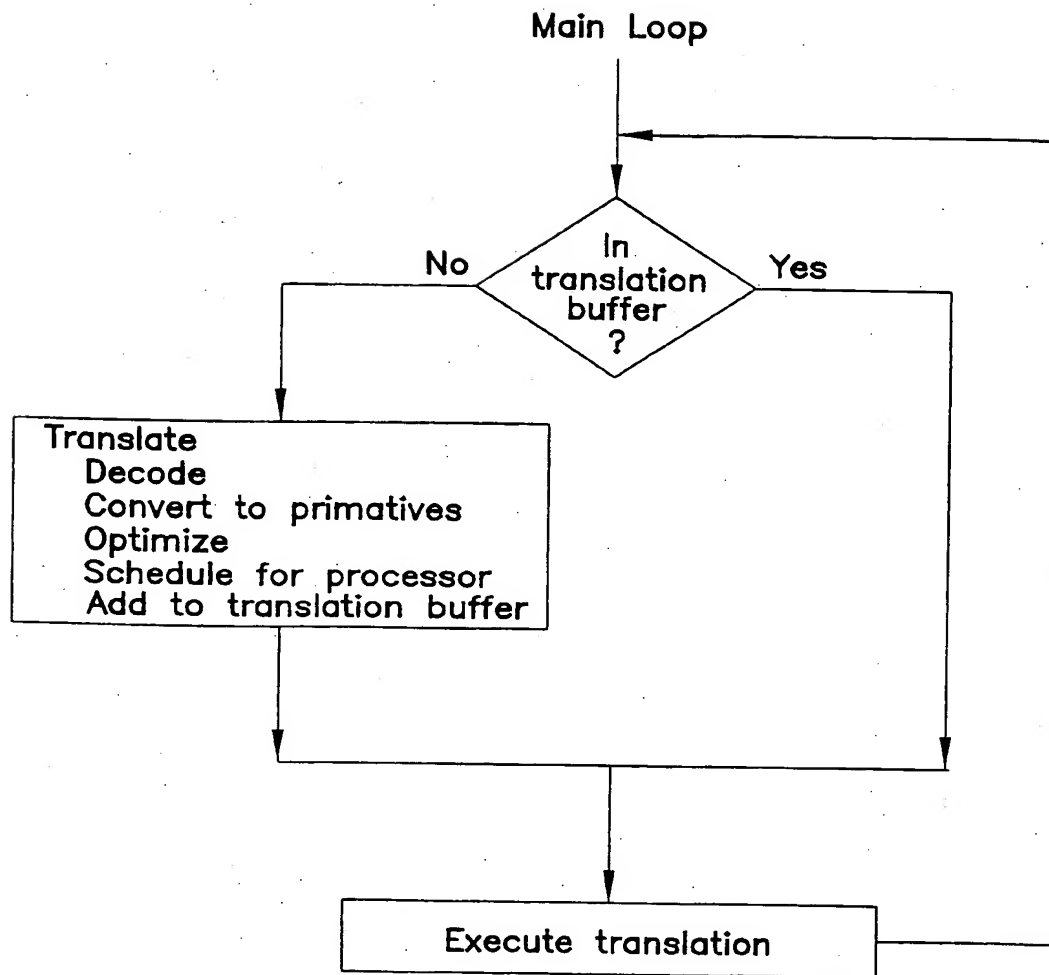 Main Loop
In
translation
buffer
?
No
Yes
Translate
Decode
Convert to primatives
Optimize
Schedule for processor
Add to translation buffer
Execute translation